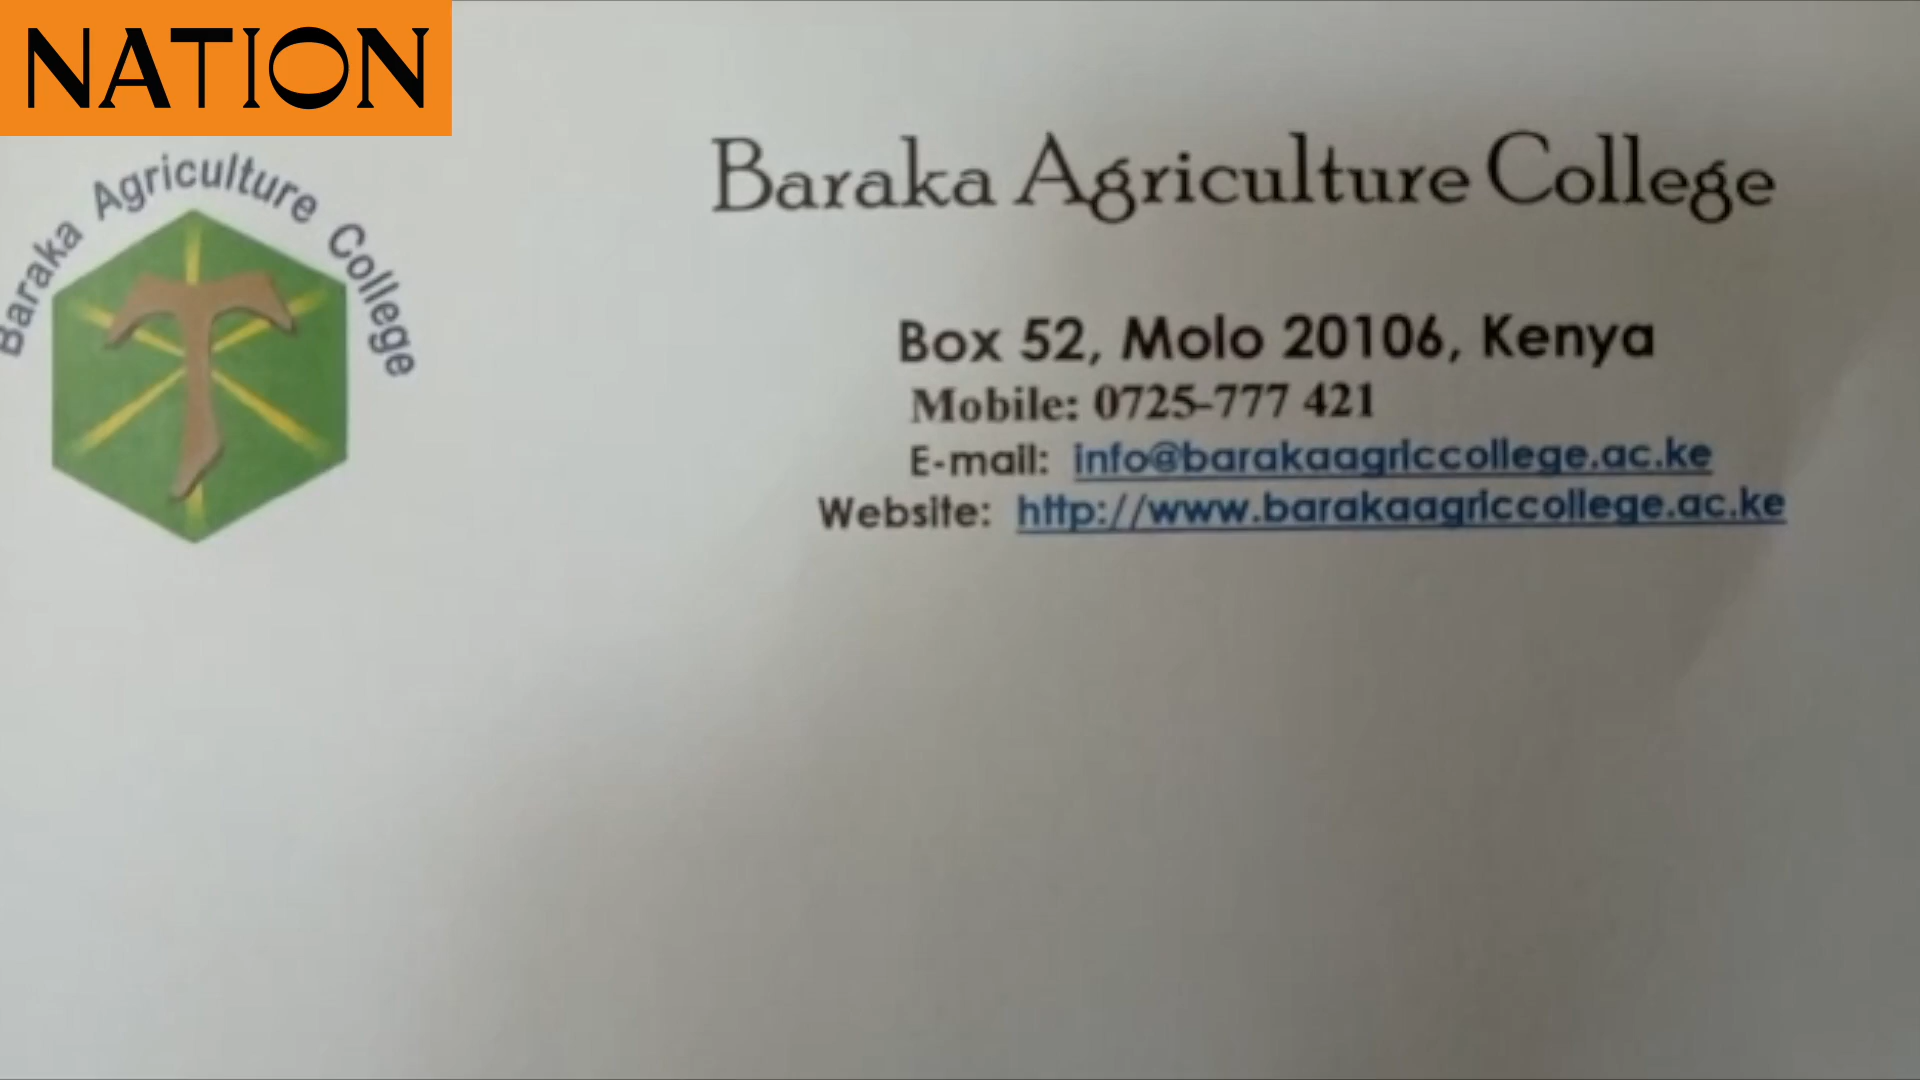 NATION
Baraka Agriculture College
Baraka Agriculture College
Box 52, Molo 20106, Kenya
Mobile: 0725-777 421
E-mail: info@barakaagriccollege.ac.ke
Website: http://www.barakaagriccollege.ac.ke